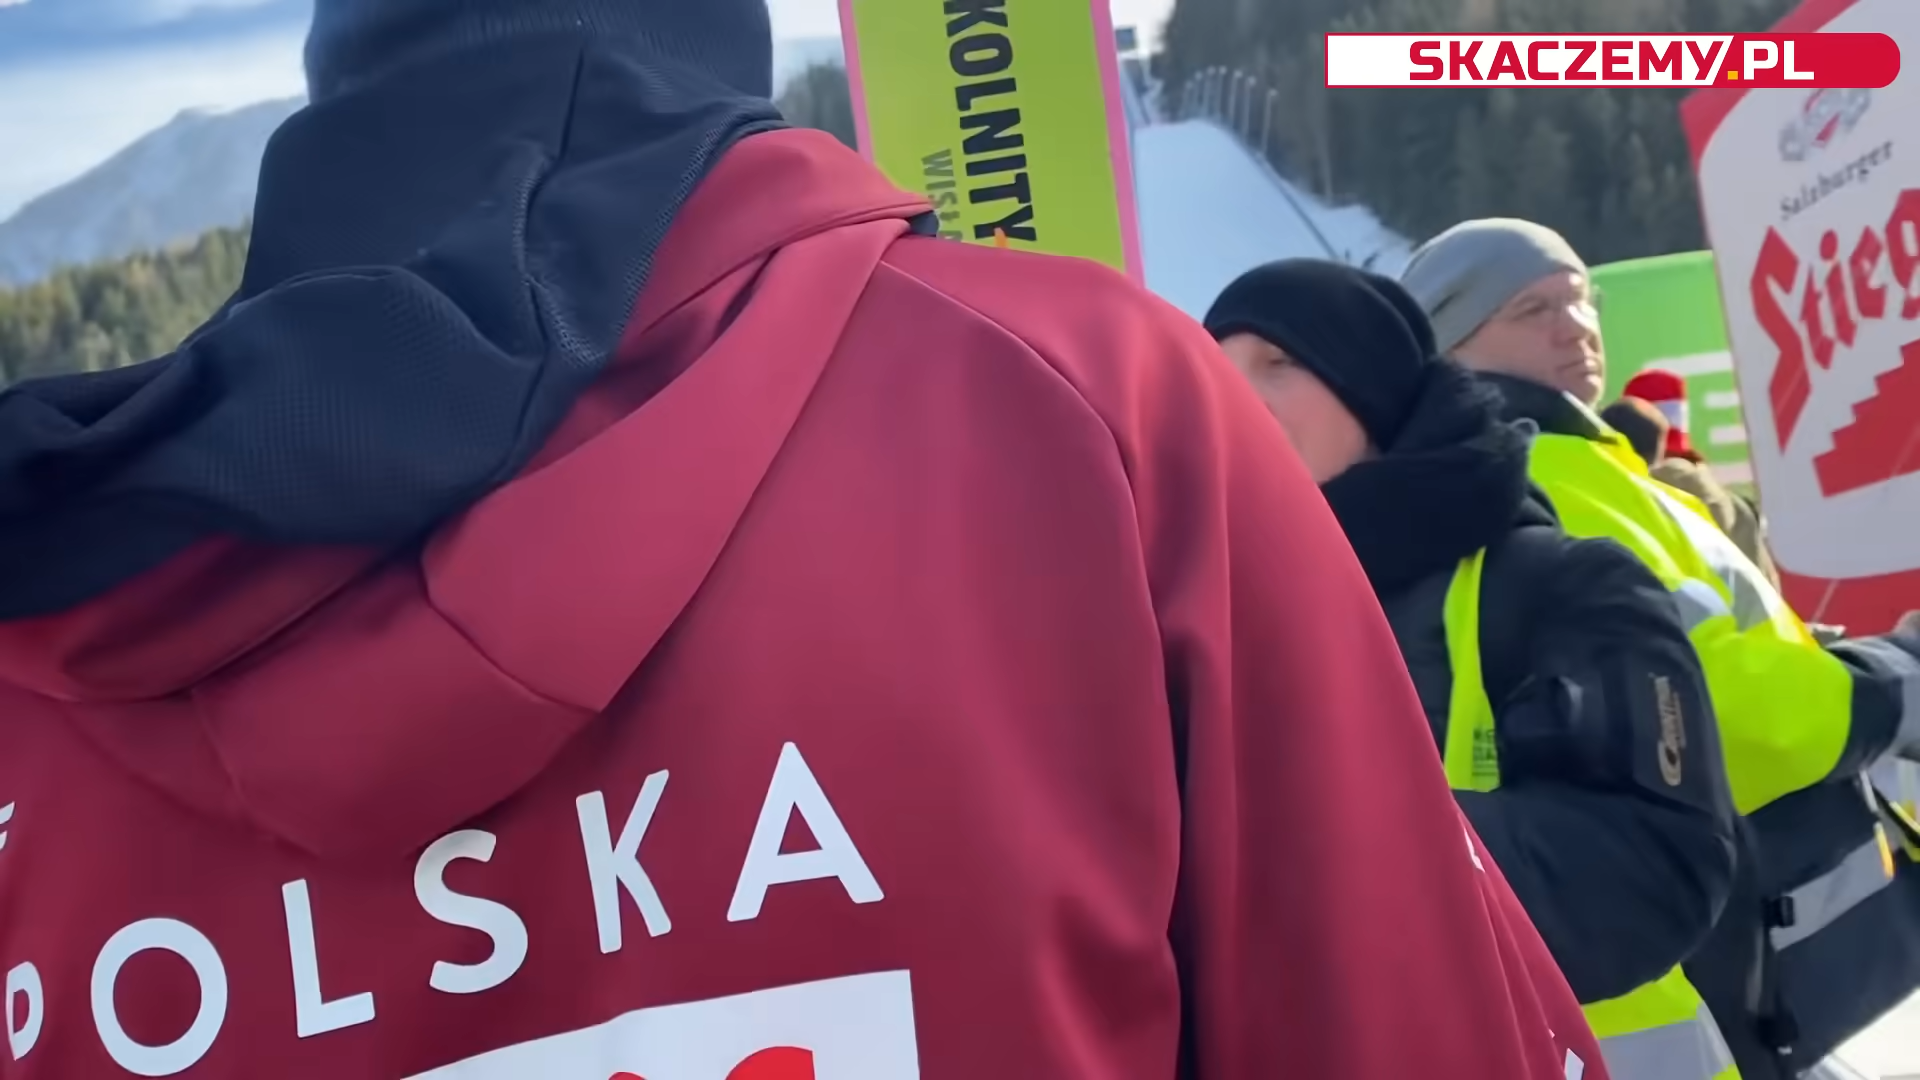 SKACZEMY.PL
KOLNITY
Salzburger
Stieg
POLSKA